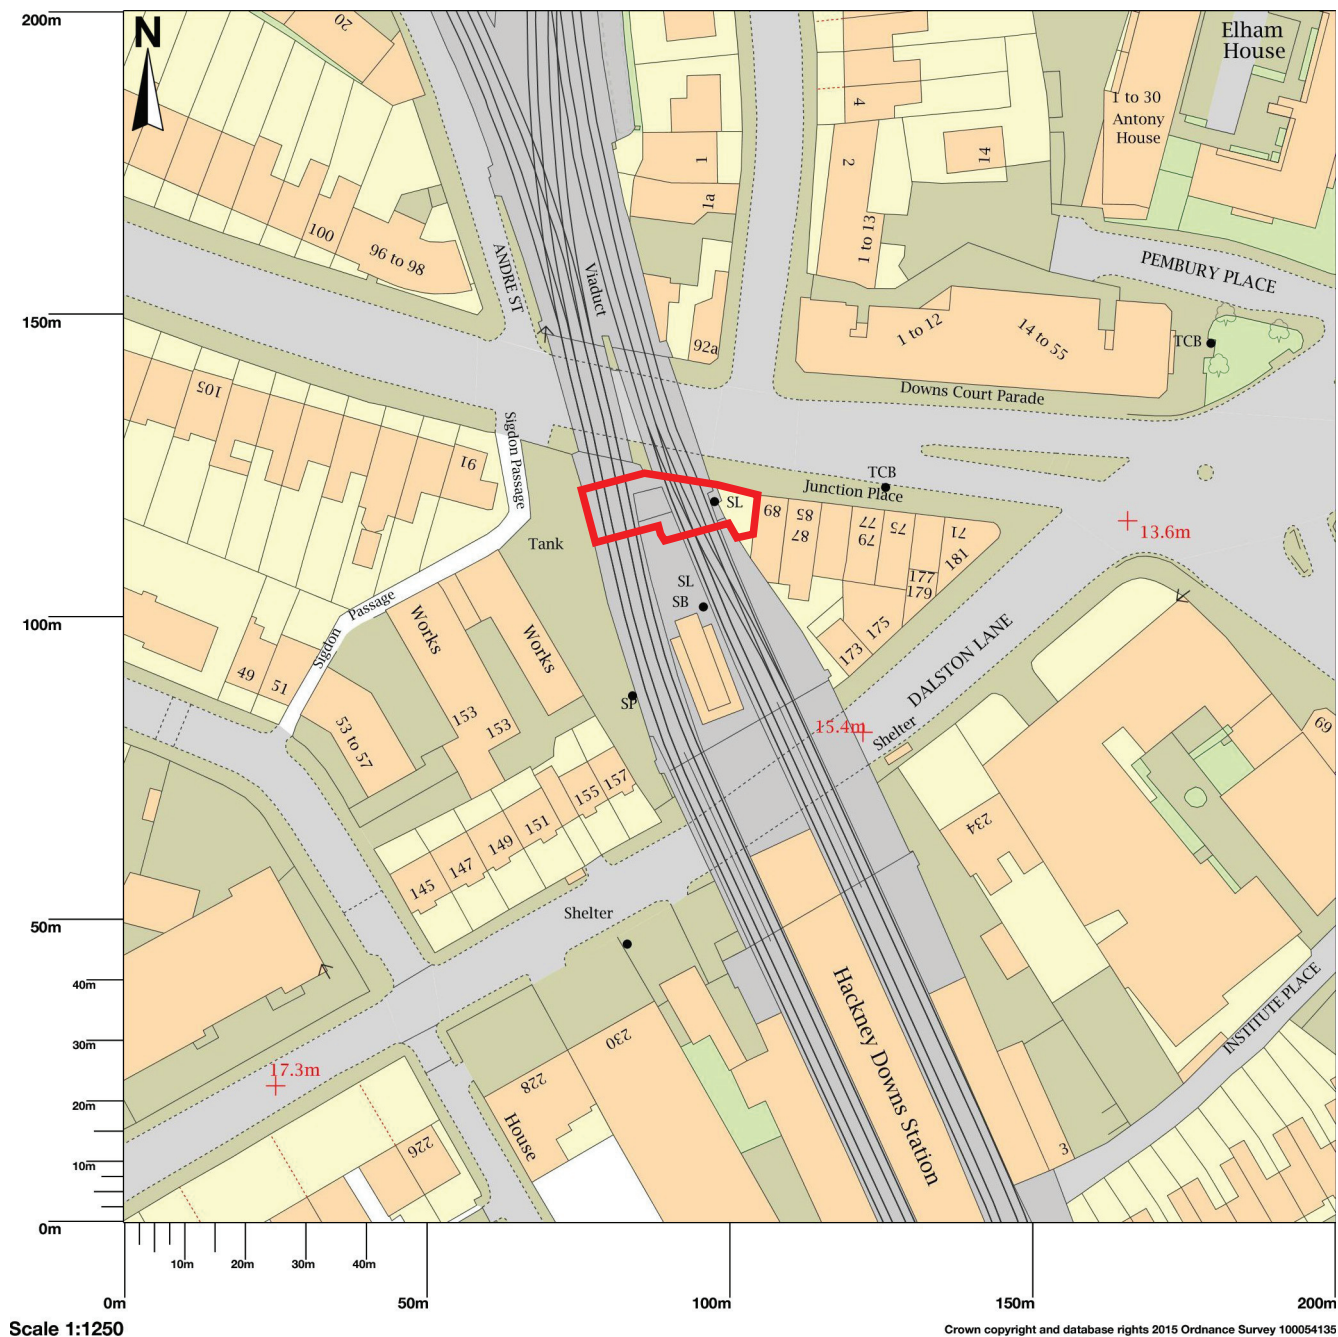 200m
N
20
Elham
House
1 to 30
Antony
House
4
2
14
1
1a
1 to 13
100
96 to 98
ANDRE ST
Viaduct
PEMBURY PLACE
150m
92a
1 to 12
14 to 55
TCB
105
Downs Court Parade
91
Sigdon Passage
TCB
Junction Place
SL
89
85
87
77
79
75
71
181
13.6m
Tank
SL
SB
177
179
100m
Sigdon
Passage
Works
Works
173
175
DALSTON LANE
49
51
53 to 57
153
153
SP
15.4m
Shelter
69
155
157
151
149
147
145
234
50m
Shelter
40m
30m
20m
10m
0m
17.3m
230
228
House
226
Hackney Downs Station
INSTITUTE PLACE
3
10m
20m
30m
40m
0m
50m
100m
150m
200m
Scale 1:1250
Crown copyright and database rights 2015 Ordnance Survey 100054135